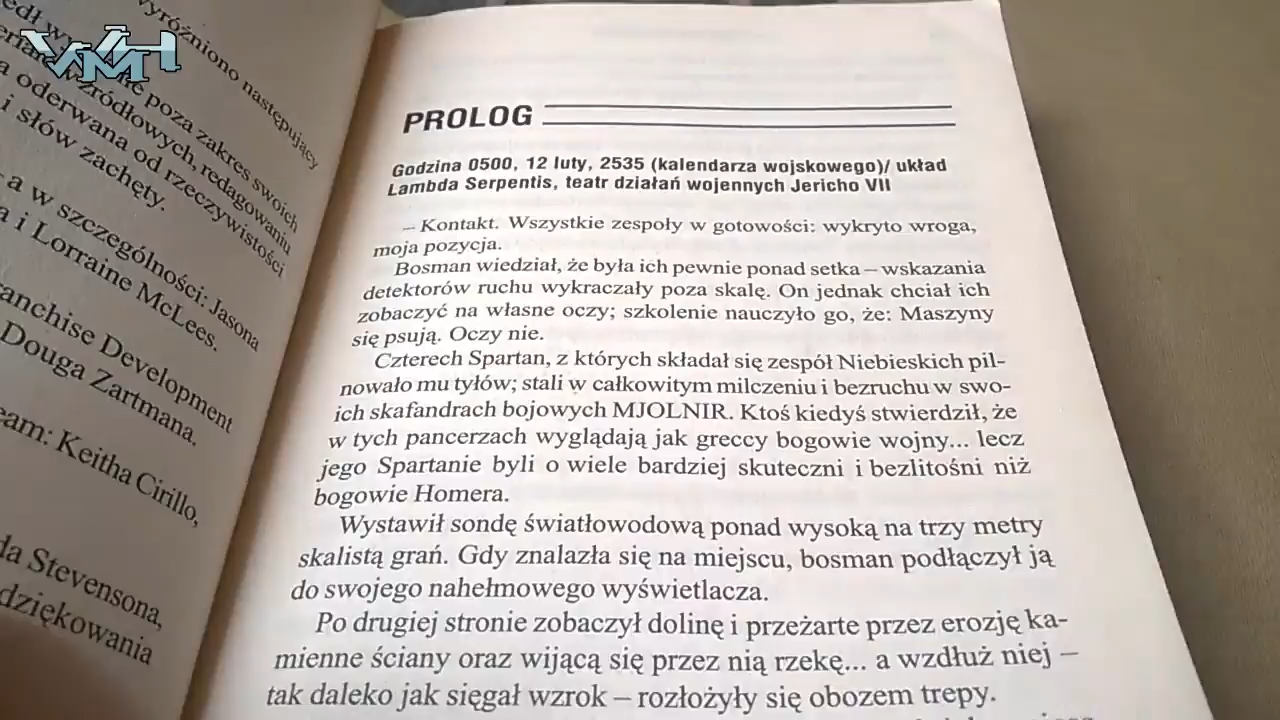 VMH
wyróżniono następujący
poza zakres swoich
źródłowych, redagowaniu
oderwana od rzeczywistości
i słów zachęty.
a w szczególności: Jasona
i Lorraine McLees.
Franchise Development
Douga Zartmana.
Keitha Cirillo,
Stevensona,
PROLOG
Godzina 0500, 12 luty, 2535 (kalendarza wojskowego)/ układ
Lambda Serpentis, teatr działań wojennych Jericho VII
– Kontakt. Wszystkie zespoły w gotowości: wykryto wroga,
moja pozycja.
Bosman wiedział, że była ich pewnie ponad setka – wskazania
detektorów ruchu wykraczały poza skalę. On jednak chciał ich
zobaczyć na własne oczy; szkolenie nauczyło go, że: Maszyny
się psują. Oczy nie.
Czterech Spartan, z których składał się zespół Niebieskich pil-
nowało mu tyłów; stali w całkowitym milczeniu i bezruchu w swo-
ich skafandrach bojowych MJOLNIR. Ktoś kiedyś stwierdził, że
w tych pancerzach wyglądają jak greccy bogowie wojny... lecz
jego Spartanie byli o wiele bardziej skuteczni i bezlitośni niż
bogowie Homera.
Wystawił sondę światłowodową ponad wysoką na trzy metry
skalistą grań. Gdy znalazła się na miejscu, bosman podłączył ją
do swojego nahełmowego wyświetlacza.
Po drugiej stronie zobaczył dolinę i przeżarte przez erozję ka-
mienne ściany oraz wijącą się przez nią rzekę... a wzdłuż niej –
tak daleko jak sięgał wzrok – rozłożyły się obozem trepy.